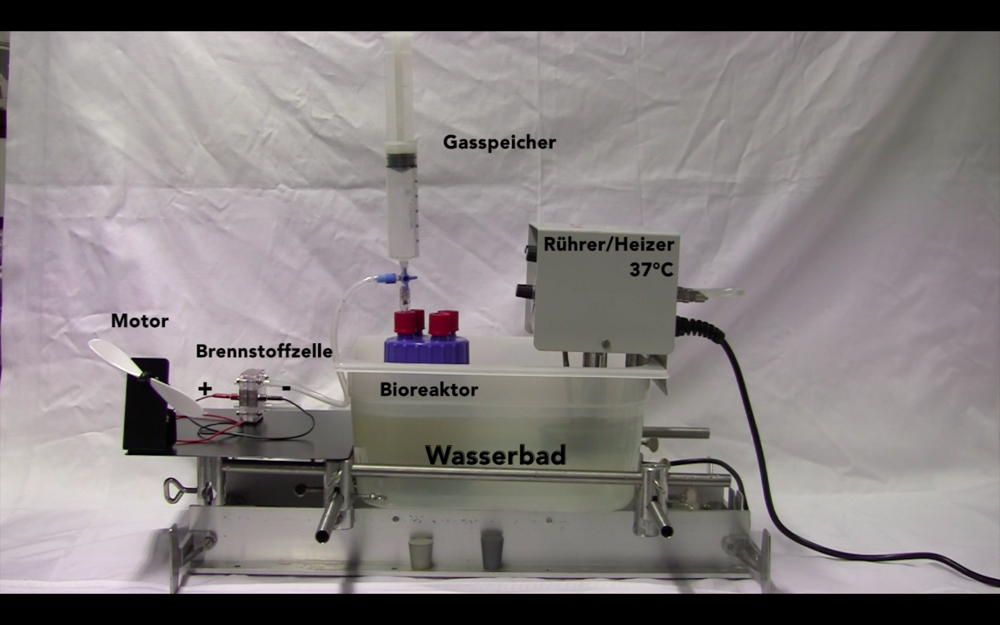 Gasspeicher
Rührer/Heizer
37°C
Motor
Brennstoffzelle
+ -
Bioreaktor
Wasserbad